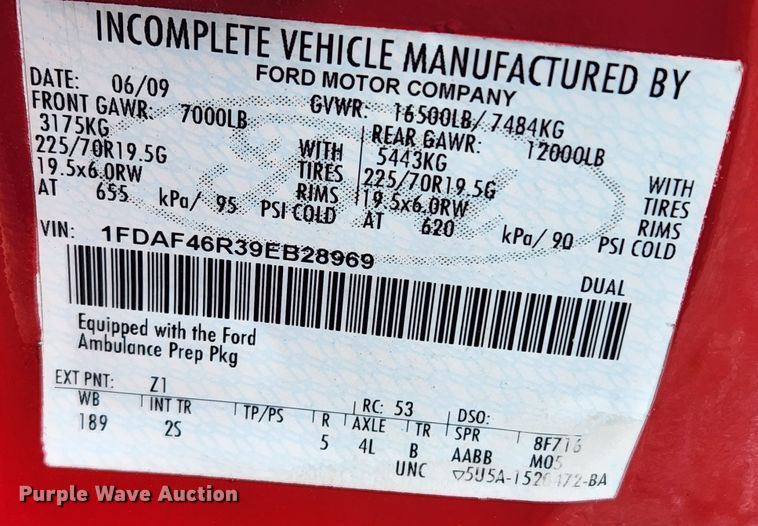 INCOMPLETE VEHICLE MANUFACTURED BY
FORD MOTOR COMPANY
DATE: 06/09 GVWR: 16500LB/ 7484KG
FRONT GAWR: 7000LB REAR GAWR: 12000LB
3175KG WITH 5443KG WITH
225/70R19.5G TIRES 225/70R19.5G TIRES
19.5x6.0RW RIMS 19.5x6.0RW RIMS
AT 655 kPa/ 95 PSI COLD AT 620 kPa/ 90 PSI COLD
VIN: 1FDAF46R39EB28969
DUAL
Equipped with the Ford
Ambulance Prep Pkg
EXT PNT: Z1 RC: 53 DSO:
WB INT TR TP/PS R AXLE TR SPR 8F716
189 2S 5 4L B AABB M05
UNC ▽5U5A-1520472-BA
Purple Wave Auction